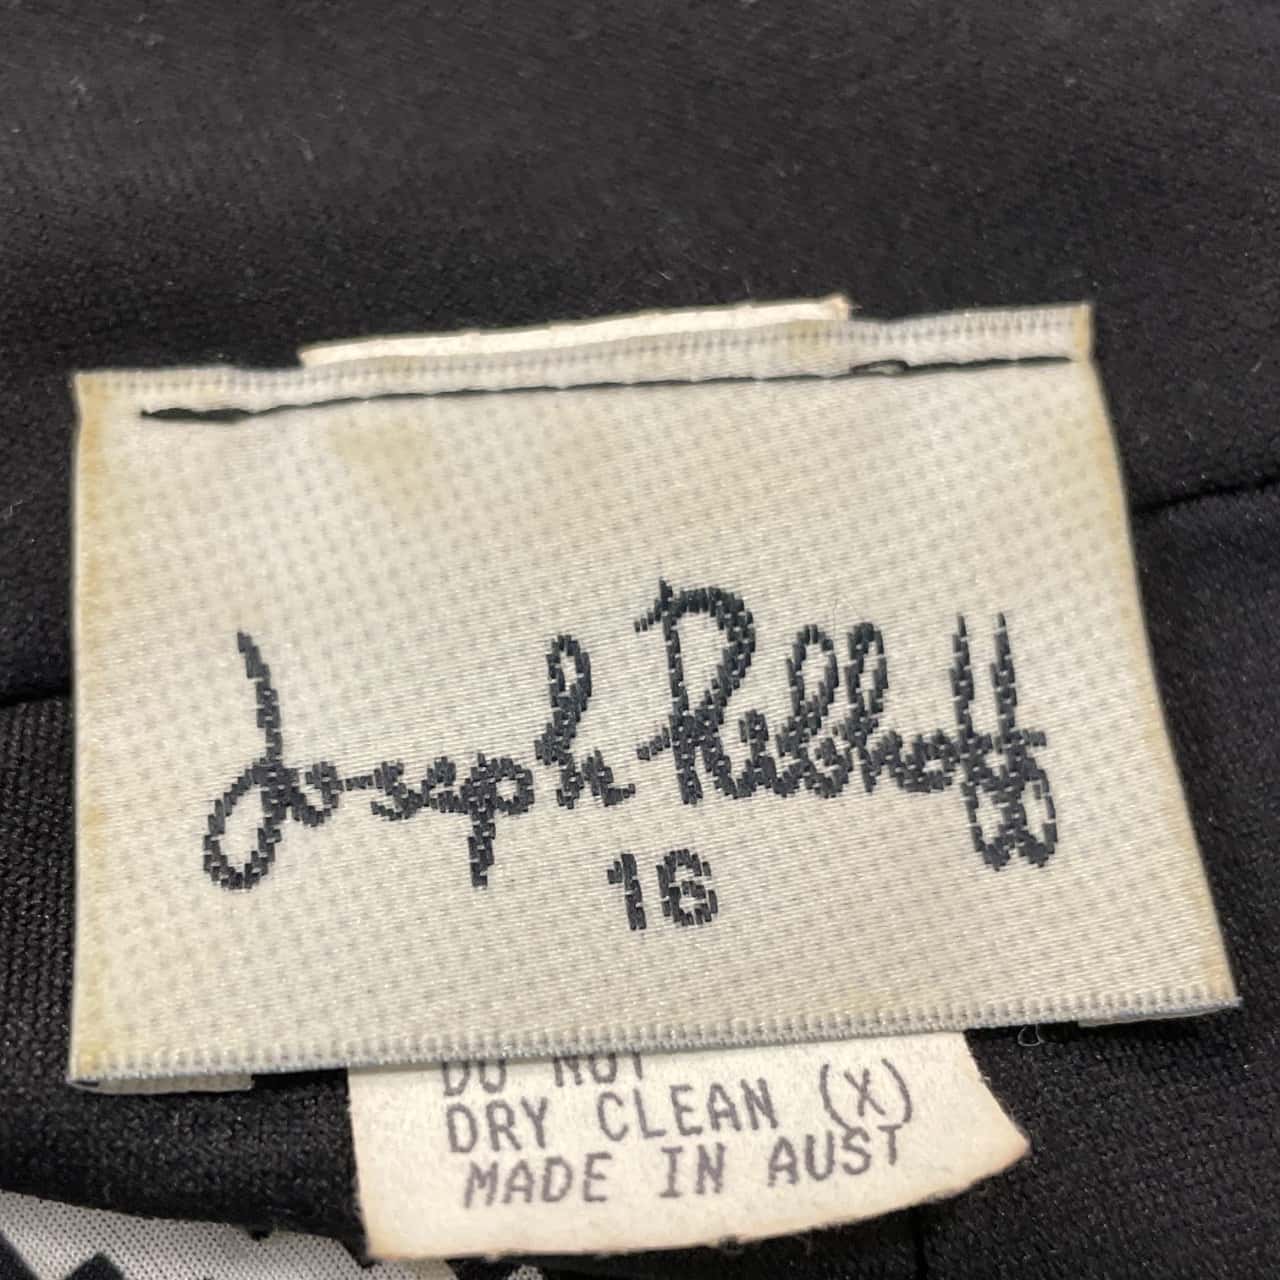 Joseph Ribkoff
16
DO NOT
DRY CLEAN (X)
MADE IN AUST